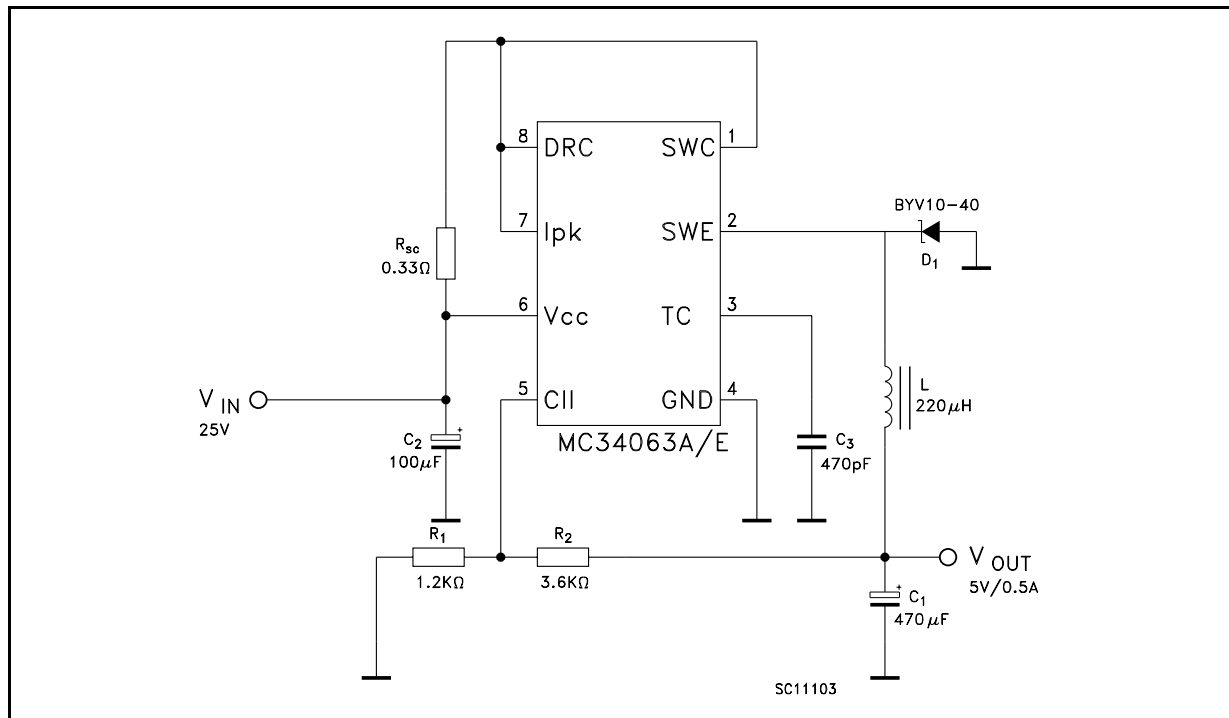 8 DRC SWC 1
7 Ipk SWE 2
BYV10-40
D1
Rsc
0.33Ω
6 Vcc TC 3
5 CII GND 4
VIN
25V
L
220μH
C2
100μF
MC34063A/E
C3
470pF
R1
1.2KΩ
R2
3.6KΩ
VOUT
5V/0.5A
C1
470μF
SC11103